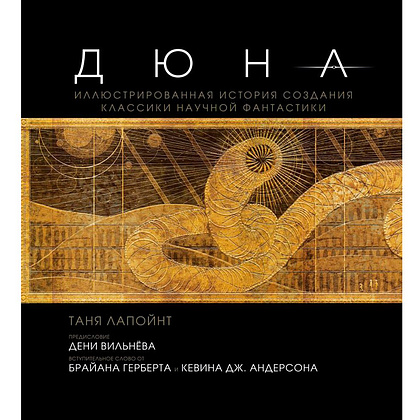 ДЮНА
ИЛЛЮСТРИРОВАННАЯ ИСТОРИЯ СОЗДАНИЯ
КЛАССИКИ НАУЧНОЙ ФАНТАСТИКИ
ТАНЯ ЛАПОЙНТ
ПРЕДИСЛОВИЕ
ДЕНИ ВИЛЬНЁВА
ВСТУПИТЕЛЬНОЕ СЛОВО ОТ
БРАЙАНА ГЕРБЕРТА И КЕВИНА ДЖ. АНДЕРСОНА